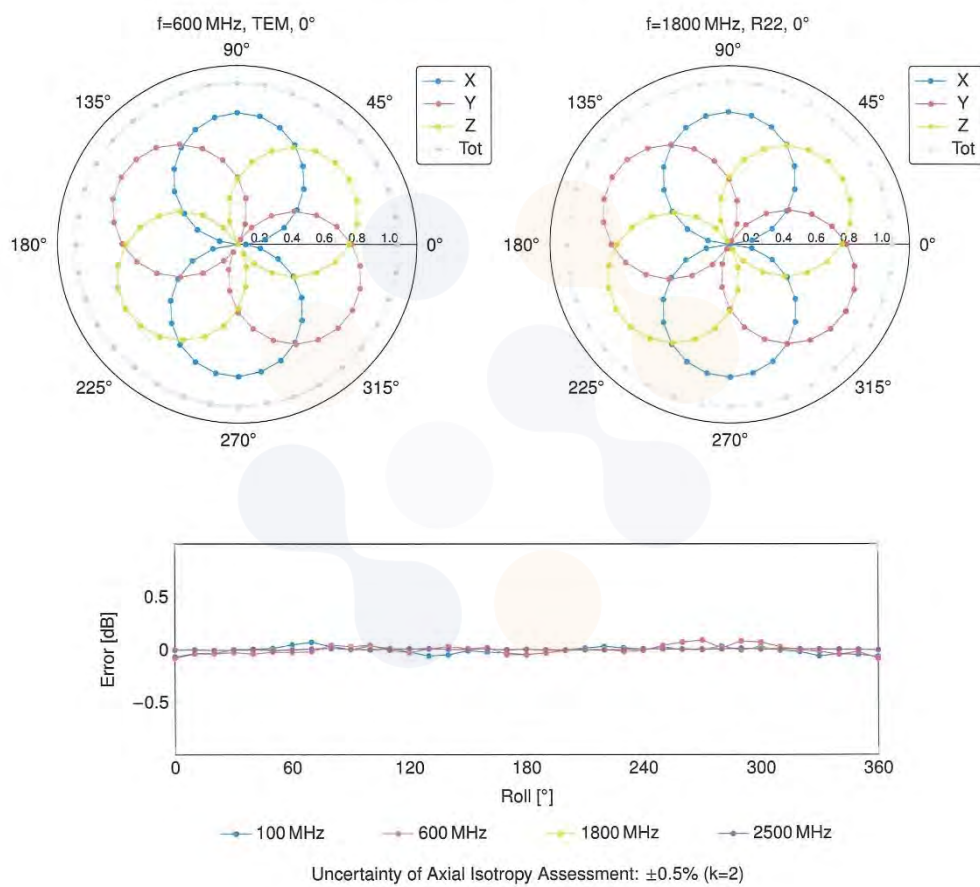 f=600 MHz, TEM, 0°
90°
135°
45°
180°
0°
0.2 0.4 0.6 0.8 1.0
225°
315°
270°
X
Y
Z
Tot
f=1800 MHz, R22, 0°
90°
135°
45°
180°
0°
0.2 0.4 0.6 0.8 1.0
225°
315°
270°
X
Y
Z
Tot
Error [dB]
0.5
0
−0.5
0 60 120 180 240 300 360
Roll [°]
100 MHz 600 MHz 1800 MHz 2500 MHz
Uncertainty of Axial Isotropy Assessment: ±0.5% (k=2)